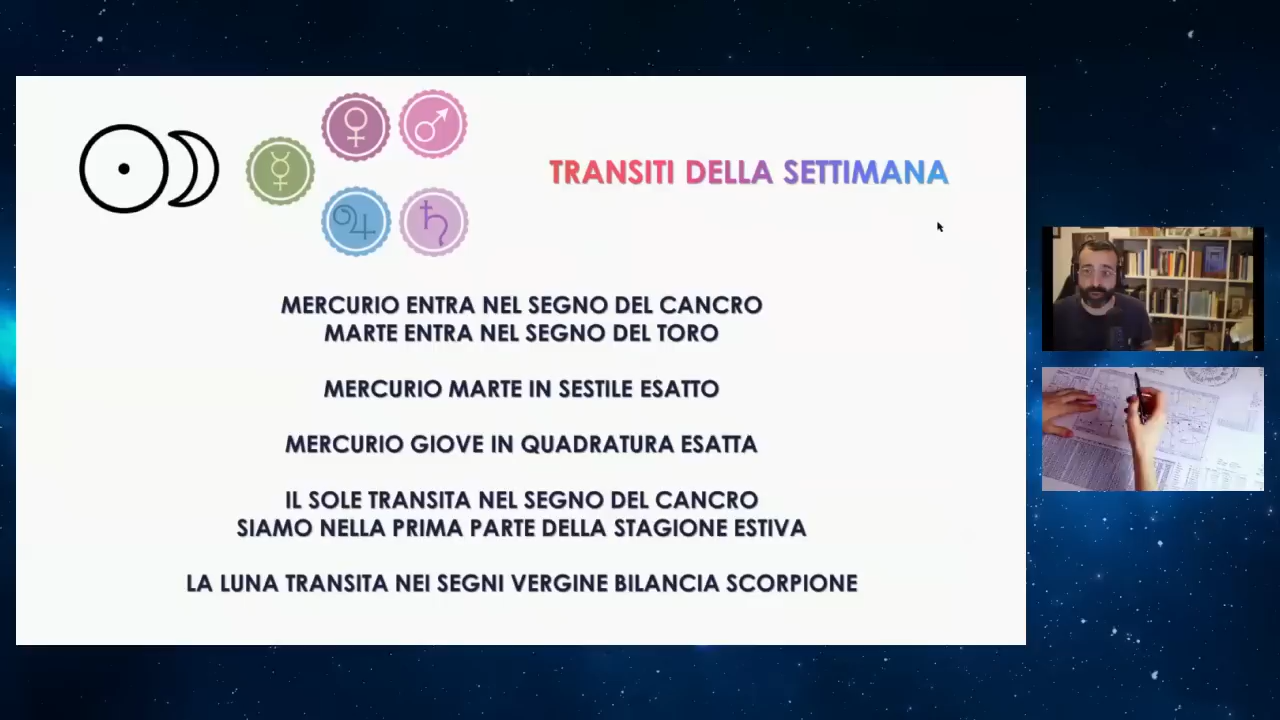 TRANSITI DELLA SETTIMANA
MERCURIO ENTRA NEL SEGNO DEL CANCRO
MARTE ENTRA NEL SEGNO DEL TORO
MERCURIO MARTE IN SESTILE ESATTO
MERCURIO GIOVE IN QUADRATURA ESATTA
IL SOLE TRANSITA NEL SEGNO DEL CANCRO
SIAMO NELLA PRIMA PARTE DELLA STAGIONE ESTIVA
LA LUNA TRANSITA NEI SEGNI VERGINE BILANCIA SCORPIONE